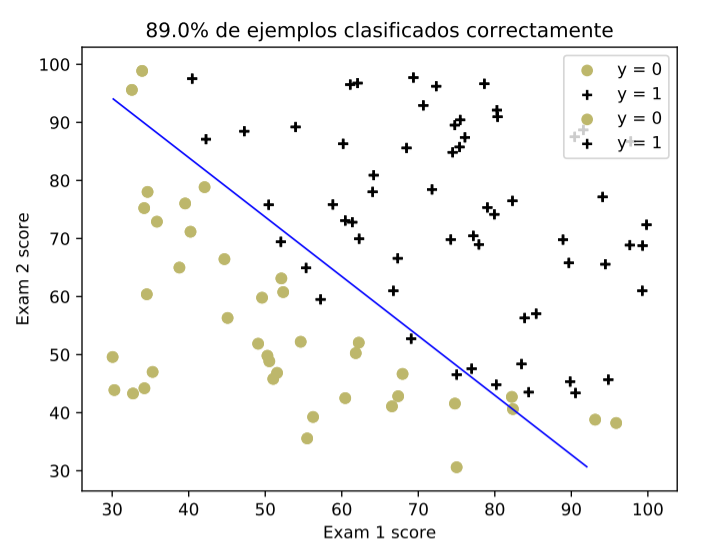 89.0% de ejemplos clasificados correctamente
100
90
80
70
60
50
40
30
Exam 2 score
y = 0
y = 1
y = 0
y = 1
30 40 50 60 70 80 90 100
Exam 1 score